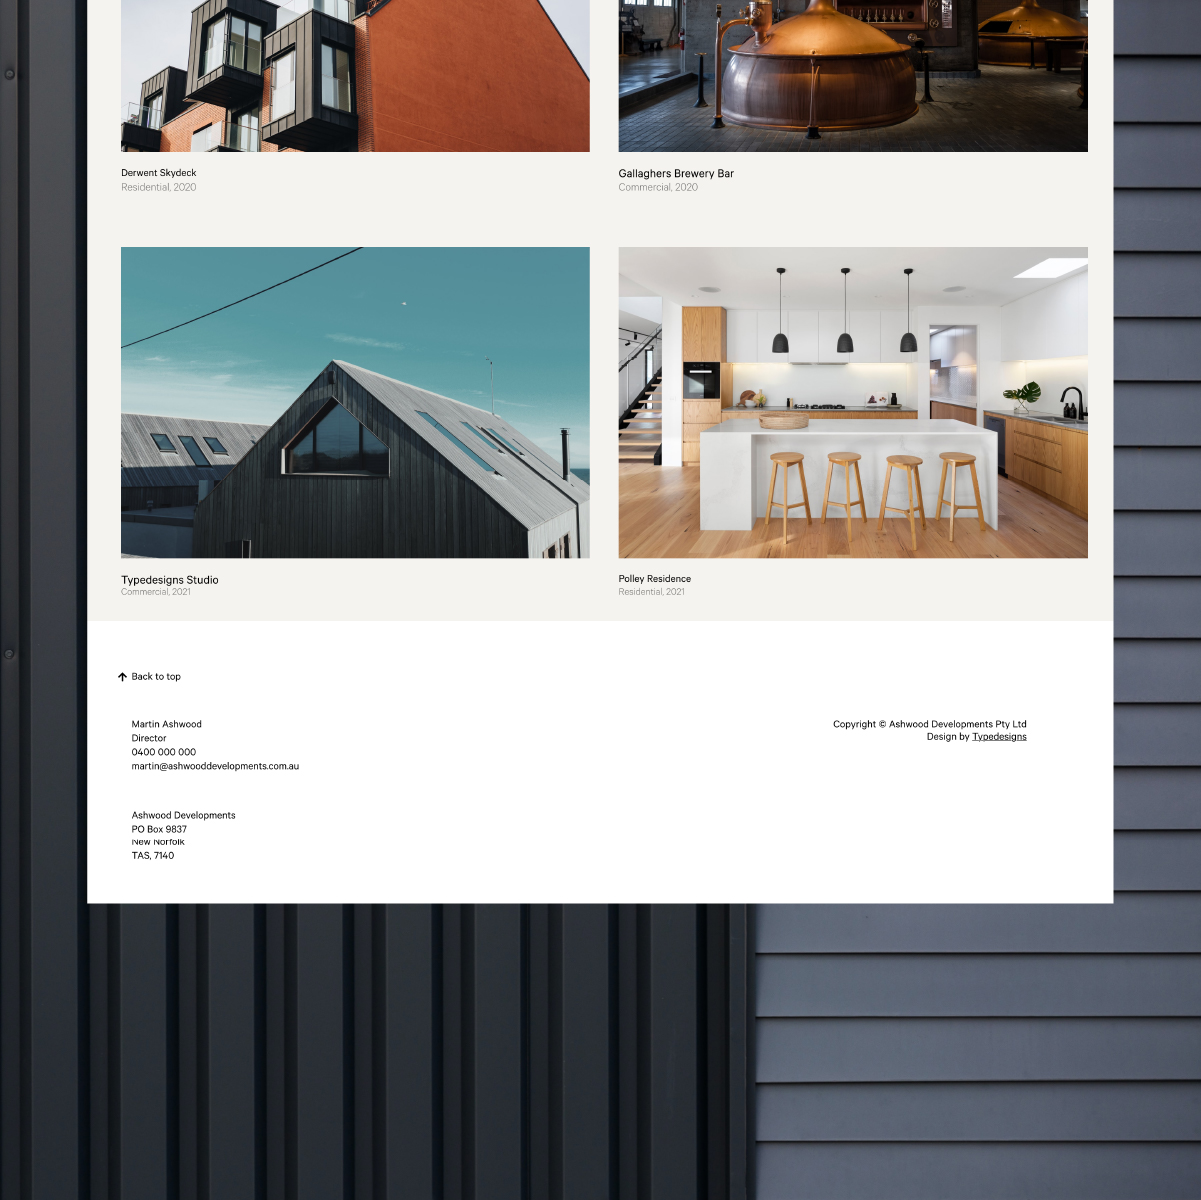 Derwent Skydeck
Residential, 2020
Gallaghers Brewery Bar
Commercial, 2020
Typedesigns Studio
Commercial, 2021
Polley Residence
Residential, 2021
Back to top
Martin Ashwood
Director
0400 000 000
martin@ashwooddevelopments.com.au
Copyright © Ashwood Developments Pty Ltd
Design by Typedesigns
Ashwood Developments
PO Box 9837
New Norfolk
TAS, 7140